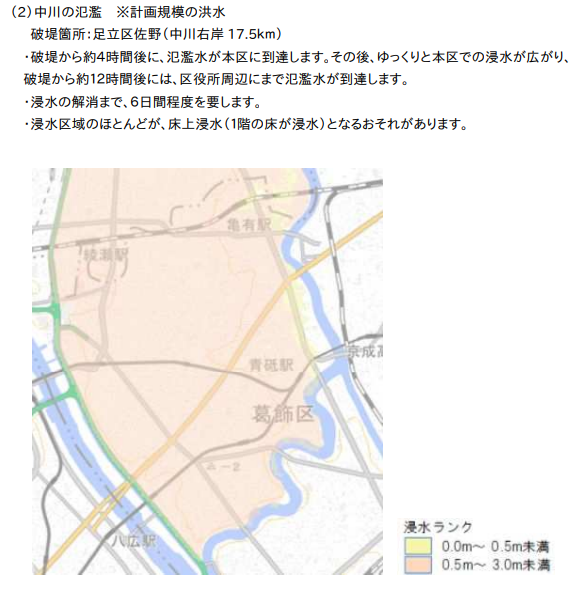 (2)中川の氾濫　※計画規模の洪水
破堤箇所:足立区佐野(中川右岸 17.5km)
・破堤から約4時間後に、氾濫水が本区に到達します。その後、ゆっくりと本区での浸水が広がり、
破堤から約12時間後には、区役所周辺にまで氾濫水が到達します。
・浸水の解消まで、6日間程度を要します。
・浸水区域のほとんどが、床上浸水(1階の床が浸水)となるおそれがあります。
亀有駅
綾瀬駅
京成高
青砥駅
葛飾区
八広駅
浸水ランク
0.0m～ 0.5m未満
0.5m～ 3.0m未満